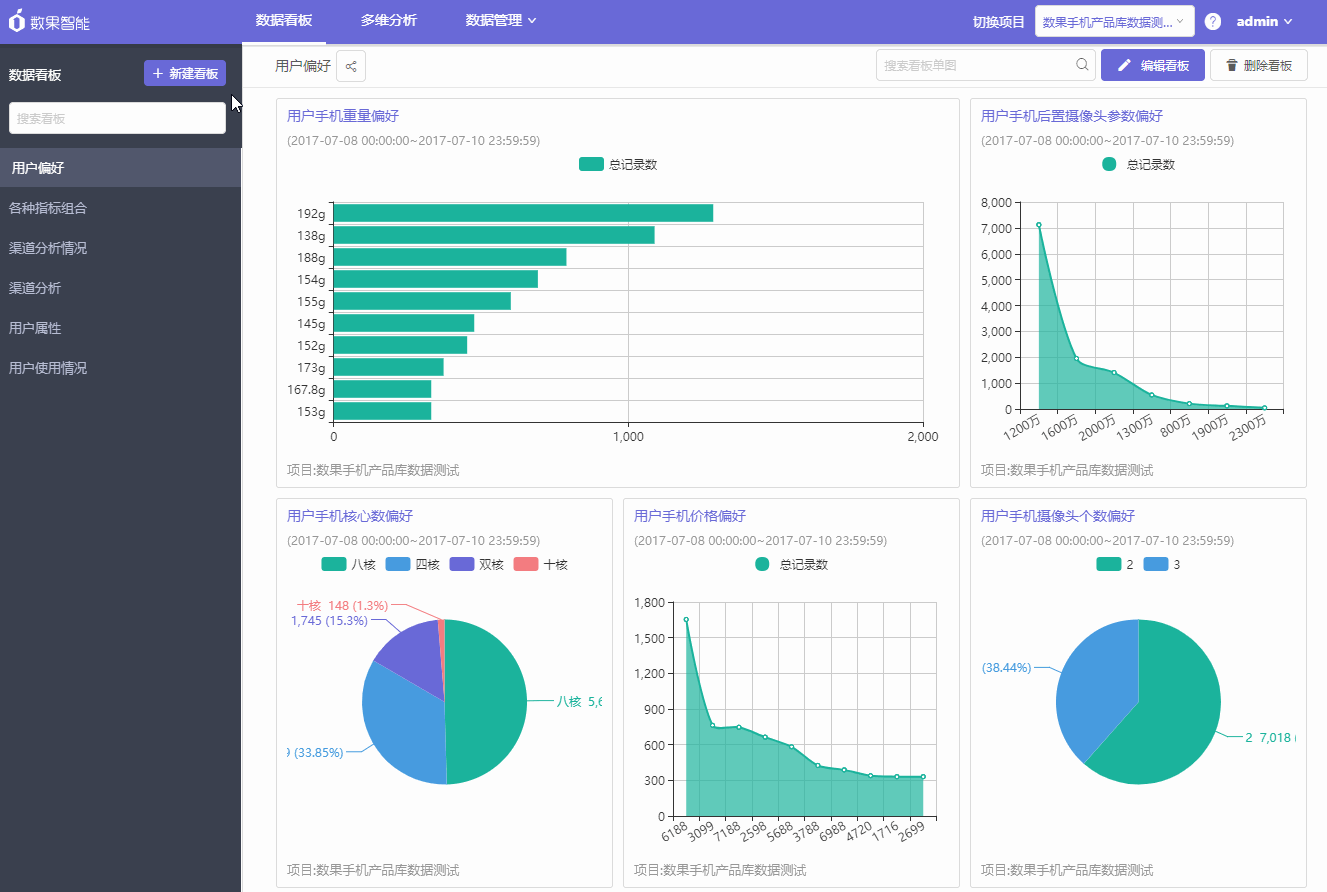 数果智能
数据看板 多维分析 数据管理
切换项目 数果手机产品库数据测... ? admin
数据看板 + 新建看板
搜索看板
用户偏好
各种指标组合
渠道分析情况
渠道分析
用户属性
用户使用情况
用户偏好
搜索看板单图 编辑看板 删除看板
用户手机重量偏好
(2017-07-08 00:00:00~2017-07-10 23:59:59)
总记录数
192g
138g
188g
154g
155g
145g
152g
173g
167.8g
153g
0 1,000 2,000
项目:数果手机产品库数据测试
用户手机后置摄像头参数偏好
(2017-07-08 00:00:00~2017-07-10 23:59:59)
总记录数
8,000
7,000
6,000
5,000
4,000
3,000
2,000
1,000
0
1200万 1600万 2000万 1300万 800万 1900万 2300万
项目:数果手机产品库数据测试
用户手机核心数偏好
(2017-07-08 00:00:00~2017-07-10 23:59:59)
八核 四核 双核 十核
十核 148 (1.3%)
1,745 (15.3%)
八核 5,6
9 (33.85%)
项目:数果手机产品库数据测试
用户手机价格偏好
(2017-07-08 00:00:00~2017-07-10 23:59:59)
总记录数
1,800
1,500
1,200
900
600
300
0
6188 3099 7188 2598 5688 3788 6988 4720 1716 2699
项目:数果手机产品库数据测试
用户手机摄像头个数偏好
(2017-07-08 00:00:00~2017-07-10 23:59:59)
2 3
(38.44%)
2 7,018 (
项目:数果手机产品库数据测试